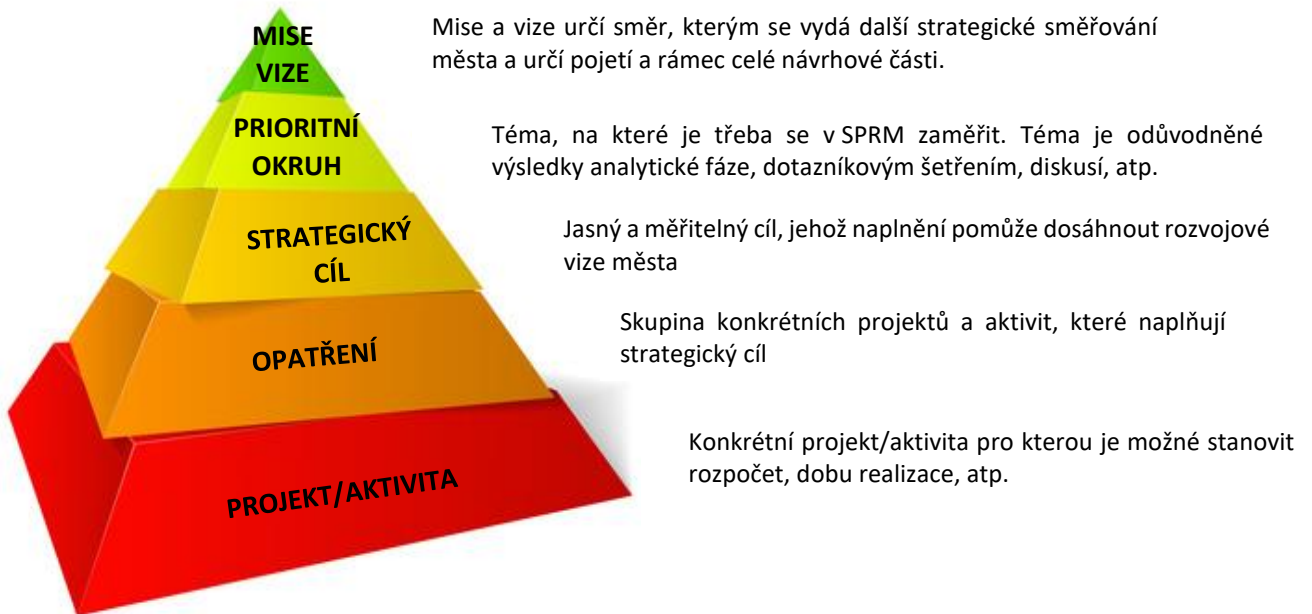 MISE
VIZE
Mise a vize určí směr, kterým se vydá další strategické směřování
města a určí pojetí a rámec celé návrhové části.
PRIORITNÍ
OKRUH
Téma, na které je třeba se v SPRM zaměřit. Téma je odůvodněné
výsledky analytické fáze, dotazníkovým šetřením, diskusí, atp.
STRATEGICKÝ
CÍL
Jasný a měřitelný cíl, jehož naplnění pomůže dosáhnout rozvojové
vize města
OPATŘENÍ
Skupina konkrétních projektů a aktivit, které naplňují
strategický cíl
PROJEKT/AKTIVITA
Konkrétní projekt/aktivita pro kterou je možné stanovit
rozpočet, dobu realizace, atp.